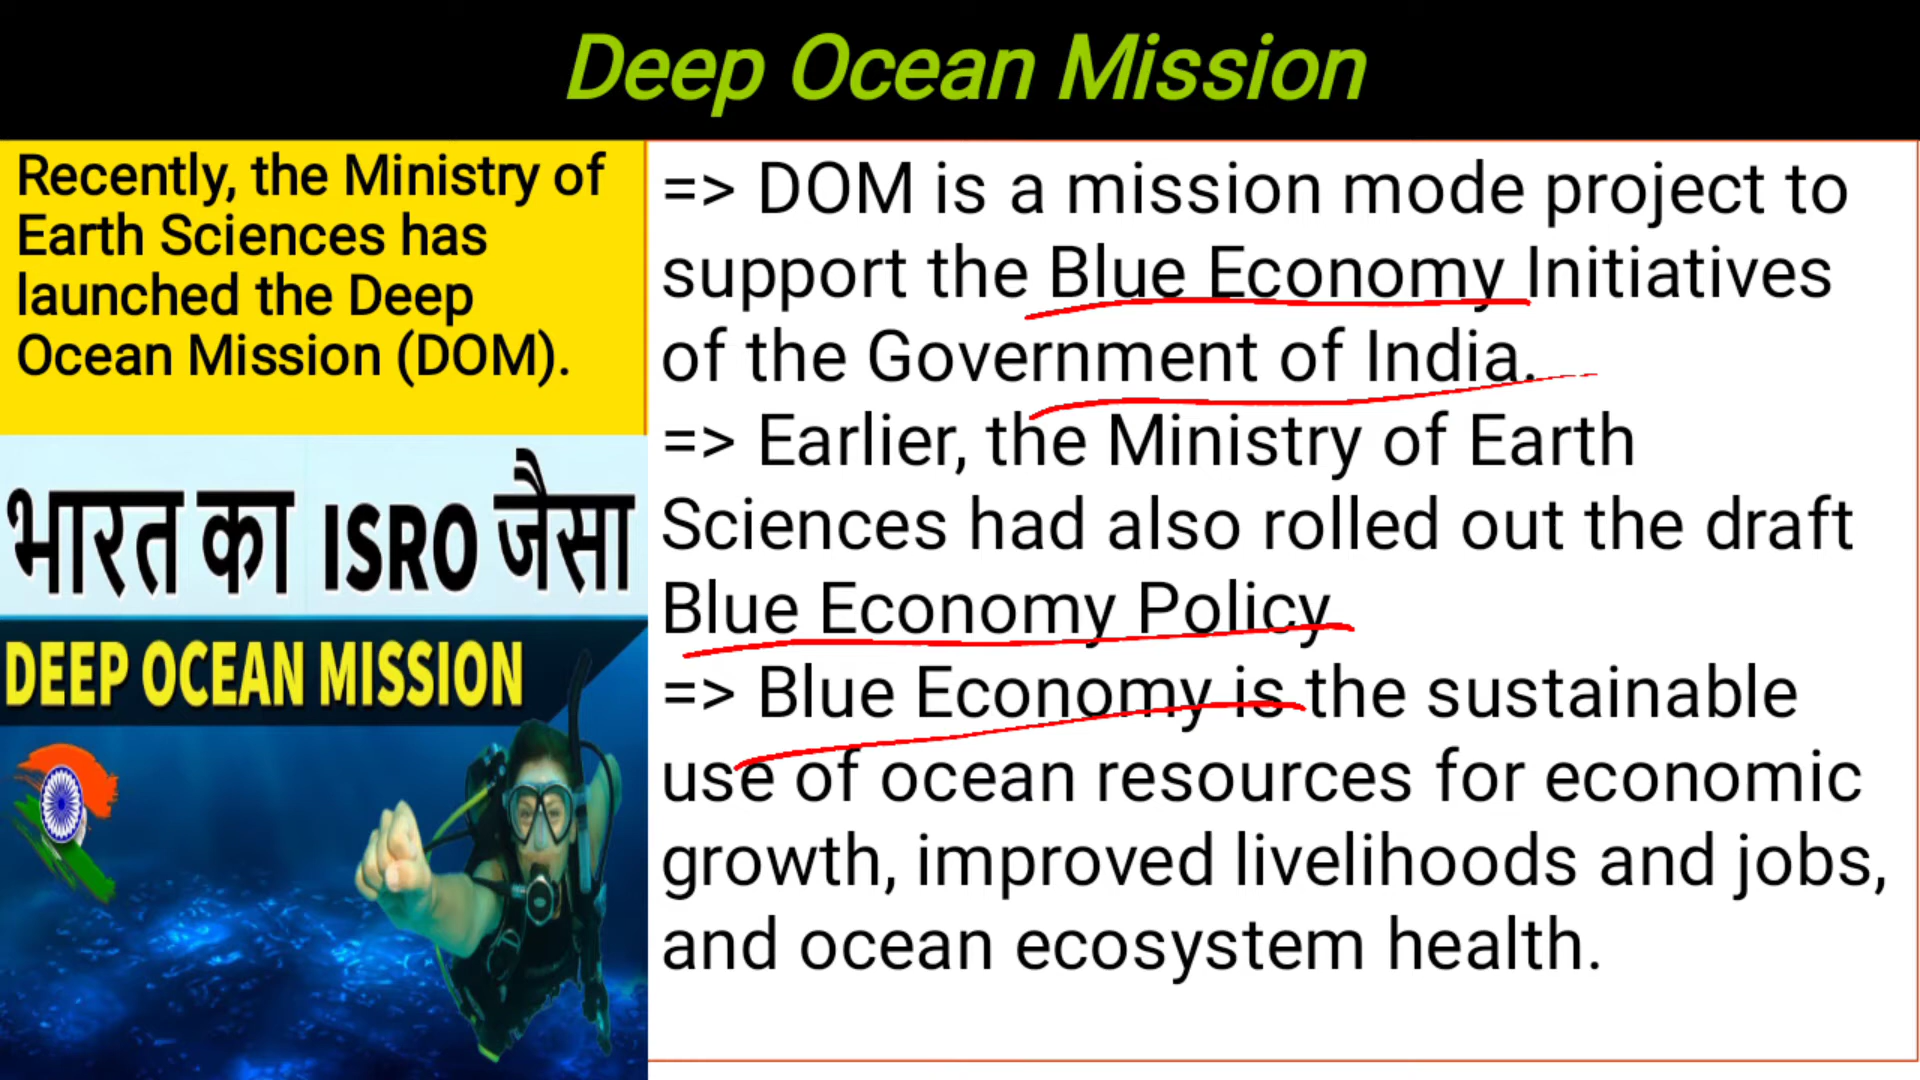 Deep Ocean Mission
Recently, the Ministry of
Earth Sciences has
launched the Deep
Ocean Mission (DOM).
भारत का ISRO जैसा
DEEP OCEAN MISSION
=> DOM is a mission mode project to
support the Blue Economy Initiatives
of the Government of India.
=> Earlier, the Ministry of Earth
Sciences had also rolled out the draft
Blue Economy Policy
=> Blue Economy is the sustainable
use of ocean resources for economic
growth, improved livelihoods and jobs,
and ocean ecosystem health.